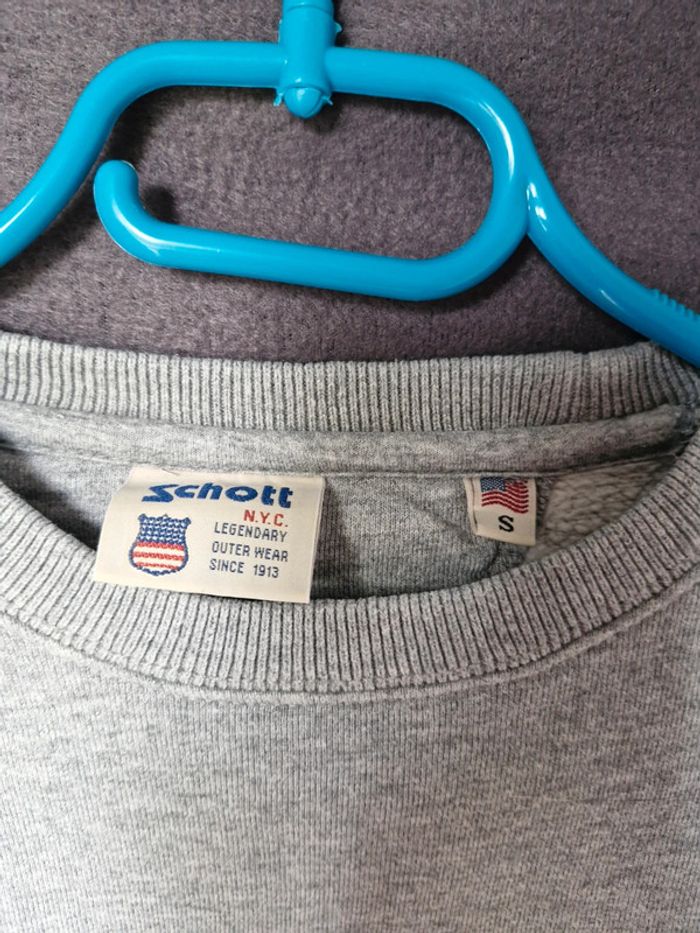 Schott
N.Y.C.
LEGENDARY
OUTER WEAR
SINCE 1913
S